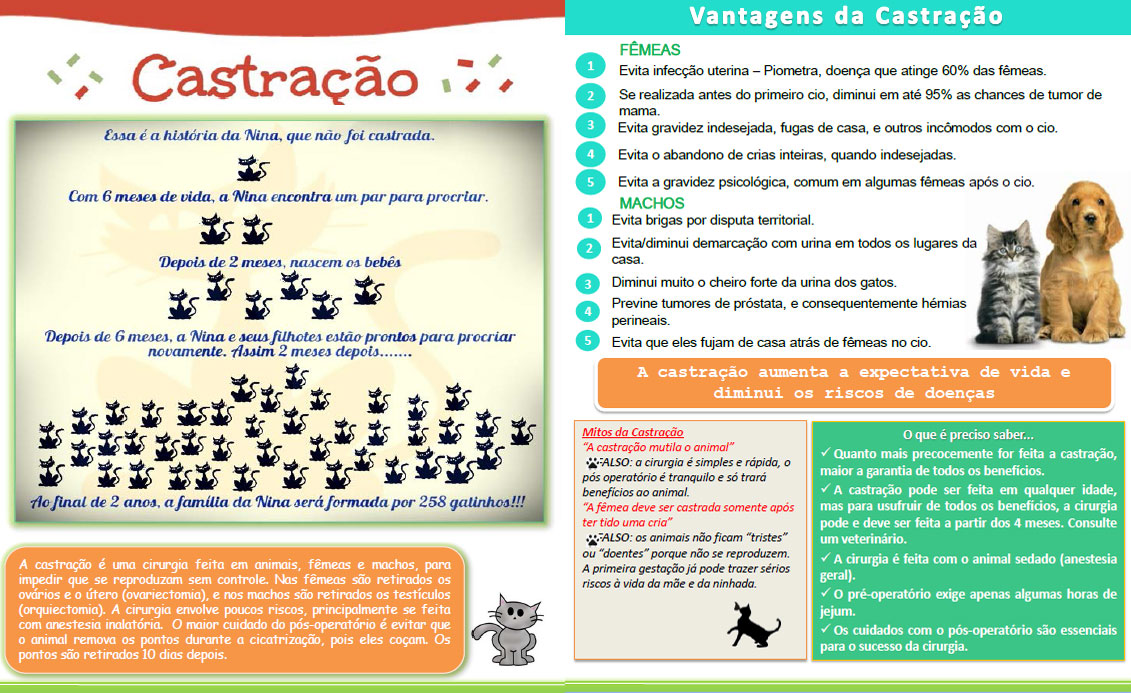 Castração
Essa é a história da Nina, que não foi castrada.
Com 6 meses de vida, a Nina encontra um par para procriar.
Depois de 2 meses, nascem os bebês
Depois de 6 meses, a Nina e seus filhotes estão prontos para procriar
novamente. Assim 2 meses depois.......
Ao final de 2 anos, a família da Nina será formada por 258 gatinhos!!!
A castração é uma cirurgia feita em animais, fêmeas e machos, para
impedir que se reproduzam sem controle. Nas fêmeas são retirados os
ovários e o útero (ovariectomia), e nos machos são retirados os testículos
(orquiectomia). A cirurgia envolve poucos riscos, principalmente se feita
com anestesia inalatória. O maior cuidado do pós-operatório é evitar que
o animal remova os pontos durante a cicatrização, pois eles coçam. Os
pontos são retirados 10 dias depois.
Vantagens da Castração
FÊMEAS
1 Evita infecção uterina – Piometra, doença que atinge 60% das fêmeas.
2 Se realizada antes do primeiro cio, diminui em até 95% as chances de tumor de
mama.
3 Evita gravidez indesejada, fugas de casa, e outros incômodos com o cio.
4 Evita o abandono de crias inteiras, quando indesejadas.
5 Evita a gravidez psicológica, comum em algumas fêmeas após o cio.
MACHOS
1 Evita brigas por disputa territorial.
2 Evita/diminui demarcação com urina em todos os lugares da
casa.
3 Diminui muito o cheiro forte da urina dos gatos.
4 Previne tumores de próstata, e consequentemente hérnias
perineais.
5 Evita que eles fujam de casa atrás de fêmeas no cio.
A castração aumenta a expectativa de vida e
diminui os riscos de doenças
Mitos da Castração
“A castração mutila o animal”
FALSO: a cirurgia é simples e rápida, o
pós operatório é tranquilo e só trará
benefícios ao animal.
“A fêmea deve ser castrada somente após
ter tido uma cria”
FALSO: os animais não ficam “tristes”
ou “doentes” porque não se reproduzem.
A primeira gestação já pode trazer sérios
riscos à vida da mãe e da ninhada.
O que é preciso saber...
✓ Quanto mais precocemente for feita a castração,
maior a garantia de todos os benefícios.
✓ A castração pode ser feita em qualquer idade,
mas para usufruir de todos os benefícios, a cirurgia
pode e deve ser feita a partir dos 4 meses. Consulte
um veterinário.
✓ A cirurgia é feita com o animal sedado (anestesia
geral).
✓ O pré-operatório exige apenas algumas horas de
jejum.
✓ Os cuidados com o pós-operatório são essenciais
para o sucesso da cirurgia.